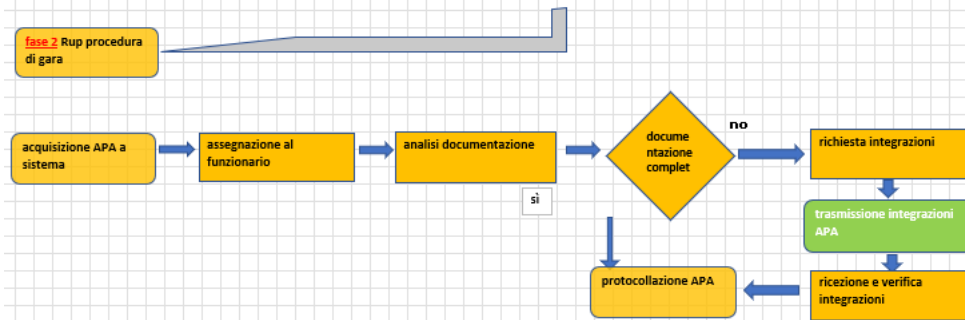 fase 2 Rup procedura
di gara
acquisizione APA a
sistema
assegnazione al
funzionario
analisi documentazione
docume
ntazione
complet
no
richiesta integrazioni
sì
trasmissione integrazioni
APA
protocollazione APA
ricezione e verifica
integrazioni